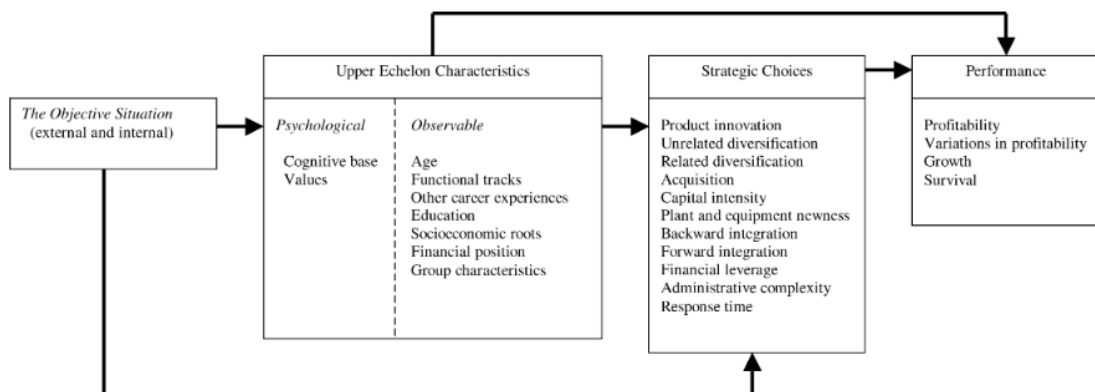 The Objective Situation
(external and internal)
Upper Echelon Characteristics
Psychological
Cognitive base
Values
Observable
Age
Functional tracks
Other career experiences
Education
Socioeconomic roots
Financial position
Group characteristics
Strategic Choices
Product innovation
Unrelated diversification
Related diversification
Acquisition
Capital intensity
Plant and equipment newness
Backward integration
Forward integration
Financial leverage
Administrative complexity
Response time
Performance
Profitability
Variations in profitability
Growth
Survival